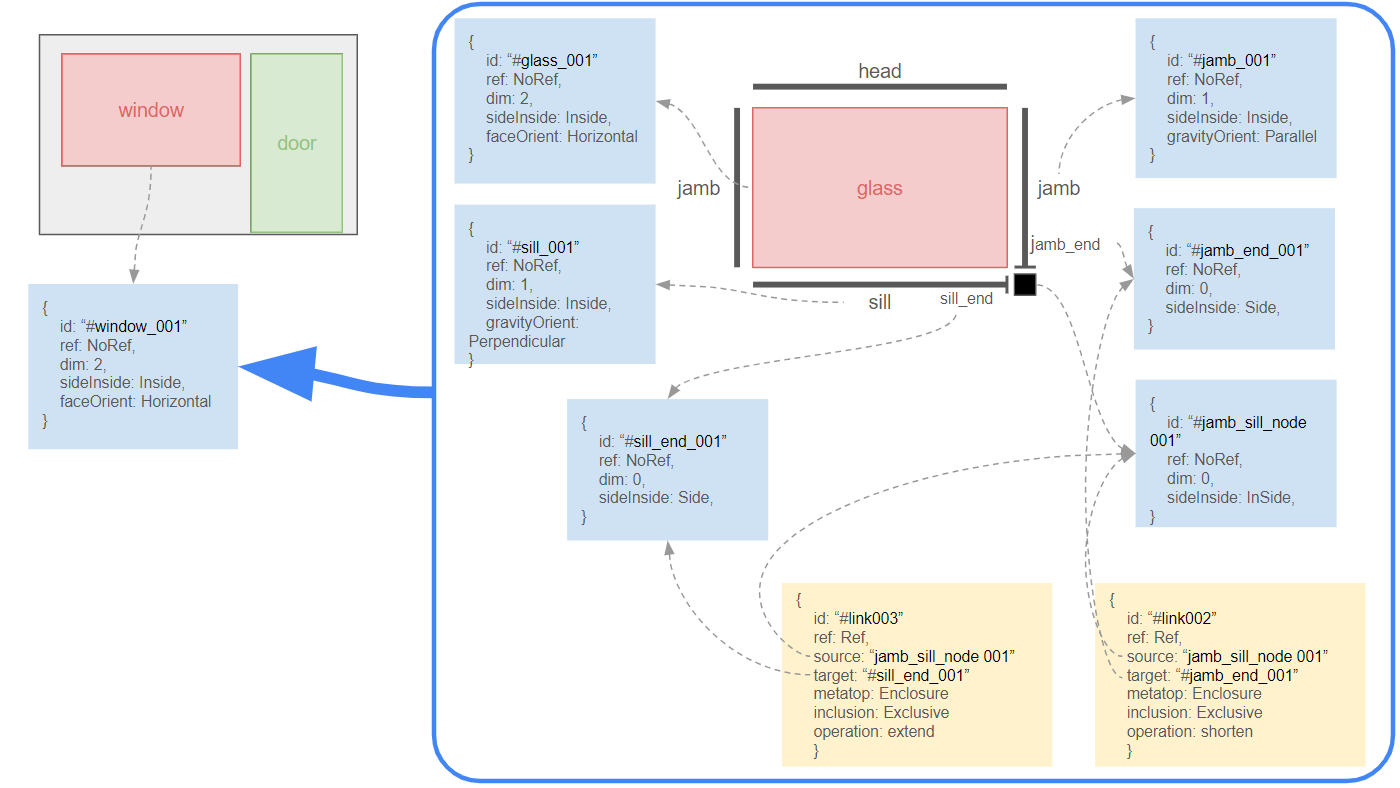 window
door
{
id: “#window_001”
ref: NoRef,
dim: 2,
sideInside: Inside,
faceOrient: Horizontal
}
{
id: “#glass_001”
ref: NoRef,
dim: 2,
sideInside: Inside,
faceOrient: Horizontal
}
{
id: “#sill_001”
ref: NoRef,
dim: 1,
sideInside: Inside,
gravityOrient:
Perpendicular
}
head
jamb
glass
jamb
jamb_end
sill
sill_end
{
id: “#jamb_001”
ref: NoRef,
dim: 1,
sideInside: Inside,
gravityOrient: Parallel
}
{
id: “#jamb_end_001”
ref: NoRef,
dim: 0,
sideInside: Side,
}
{
id: “#sill_end_001”
ref: NoRef,
dim: 0,
sideInside: Side,
}
{
id: “#jamb_sill_node
001”
ref: NoRef,
dim: 0,
sideInside: InSide,
}
{
id: “#link003”
ref: Ref,
source: “jamb_sill_node 001”
target: “#sill_end_001”
metatop: Enclosure
inclusion: Exclusive
operation: extend
}
{
id: “#link002”
ref: Ref,
source: “jamb_sill_node 001”
target: “#jamb_end_001”
metatop: Enclosure
inclusion: Exclusive
operation: shorten
}